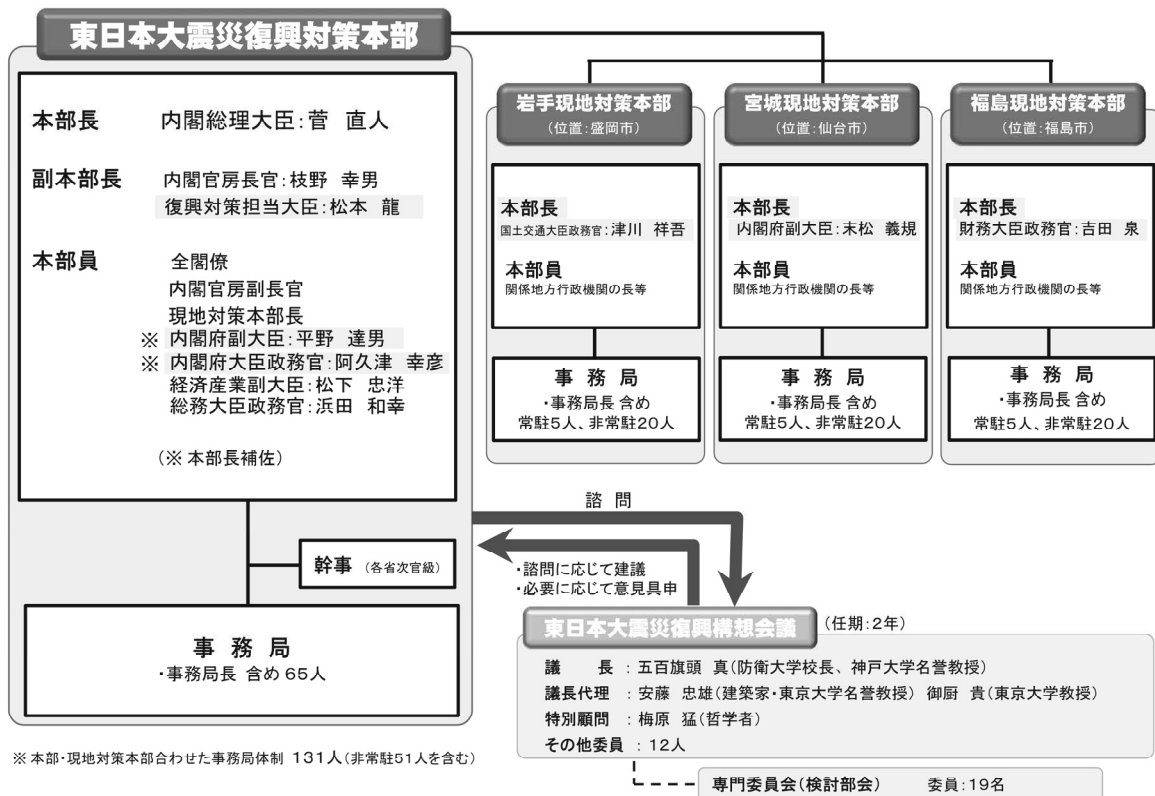 東日本大震災復興対策本部
本部長 内閣総理大臣:菅 直人
副本部長 内閣官房長官:枝野 幸男
復興対策担当大臣:松本 龍
本部員 全閣僚
内閣官房副長官
現地対策本部長
※ 内閣府副大臣:平野 達男
※ 内閣府大臣政務官:阿久津 幸彦
経済産業副大臣:松下 忠洋
総務大臣政務官:浜田 和幸
(※ 本部長補佐)
幹事 (各省次官級)
事 務 局
・事務局長 含め 65人
※ 本部・現地対策本部合わせた事務局体制 131人(非常駐51人を含む)
岩手現地対策本部
(位置:盛岡市)
本部長
国土交通大臣政務官:津川 祥吾
本部員
関係地方行政機関の長等
事 務 局
・事務局長 含め
常駐5人、非常駐20人
宮城現地対策本部
(位置:仙台市)
本部長
内閣府副大臣:末松 義規
本部員
関係地方行政機関の長等
事 務 局
・事務局長 含め
常駐5人、非常駐20人
福島現地対策本部
(位置:福島市)
本部長
財務大臣政務官:吉田 泉
本部員
関係地方行政機関の長等
事 務 局
・事務局長 含め
常駐5人、非常駐20人
諮 問
・諮問に応じて建議
・必要に応じて意見具申
東日本大震災復興構想会議 (任期:2年)
議 長 : 五百旗頭 真(防衛大学校長、神戸大学名誉教授)
議長代理 : 安藤 忠雄(建築家・東京大学名誉教授) 御厨 貴(東京大学教授)
特別顧問 : 梅原 猛(哲学者)
その他委員 : 12人
専門委員会(検討部会) 委員:19名